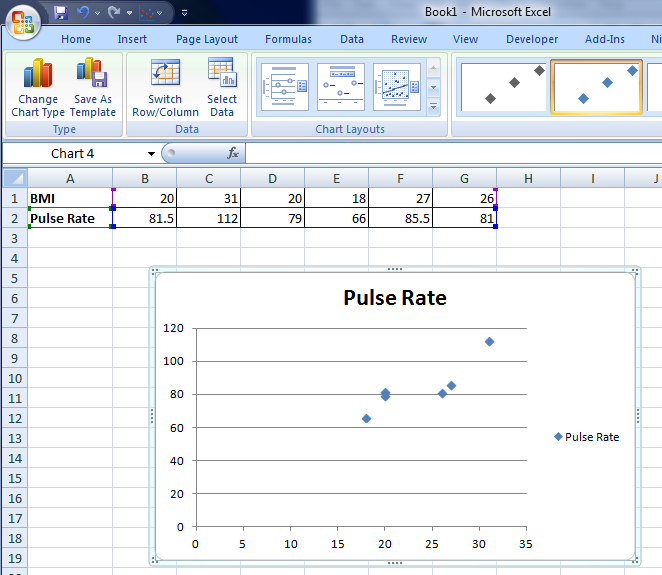 Book1 - Microsoft Excel
Home Insert Page Layout Formulas Data Review View Developer Add-Ins
Change Chart Type Save As Template Switch Row/Column Select Data
Type Data Chart Layouts
Chart 4 fx
A B C D E F G H I J
1 BMI 20 31 20 18 27 26
2 Pulse Rate 81.5 112 79 66 85.5 81
3
4
5
6
7
8
9
10
11
12
13
14
15
16
17
18
19
Pulse Rate
120
100
80
60
40
20
0
0 5 10 15 20 25 30 35
Pulse Rate